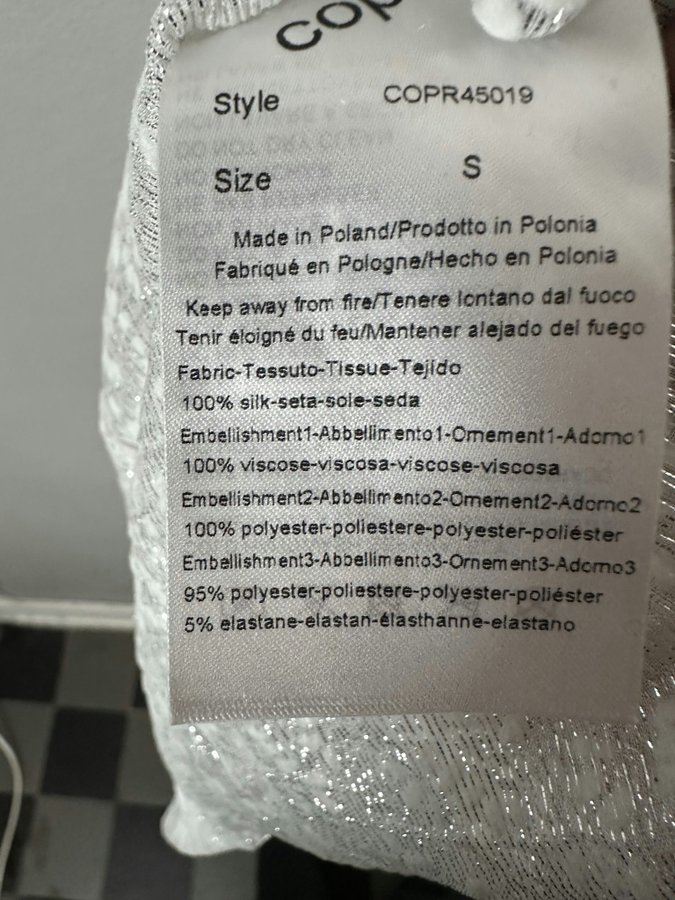 Style COPR45019
Size S
Made in Poland/Prodotto in Polonia
Fabriqué en Pologne/Hecho en Polonia
Keep away from fire/Tenere lontano dal fuoco
Tenir éloigné du feu/Mantener alejado del fuego
Fabric-Tessuto-Tissue-Tejido
100% silk-seta-soie-seda
Embellishment1-Abbellimento1-Ornement1-Adorno1
100% viscose-viscosa-viscose-viscosa
Embellishment2-Abbellimento2-Ornement2-Adorno2
100% polyester-poliestere-polyester-poliéster
Embellishment3-Abbellimento3-Ornement3-Adorno3
95% polyester-poliestere-polyester-poliéster
5% elastane-elastan-élasthanne-elastano